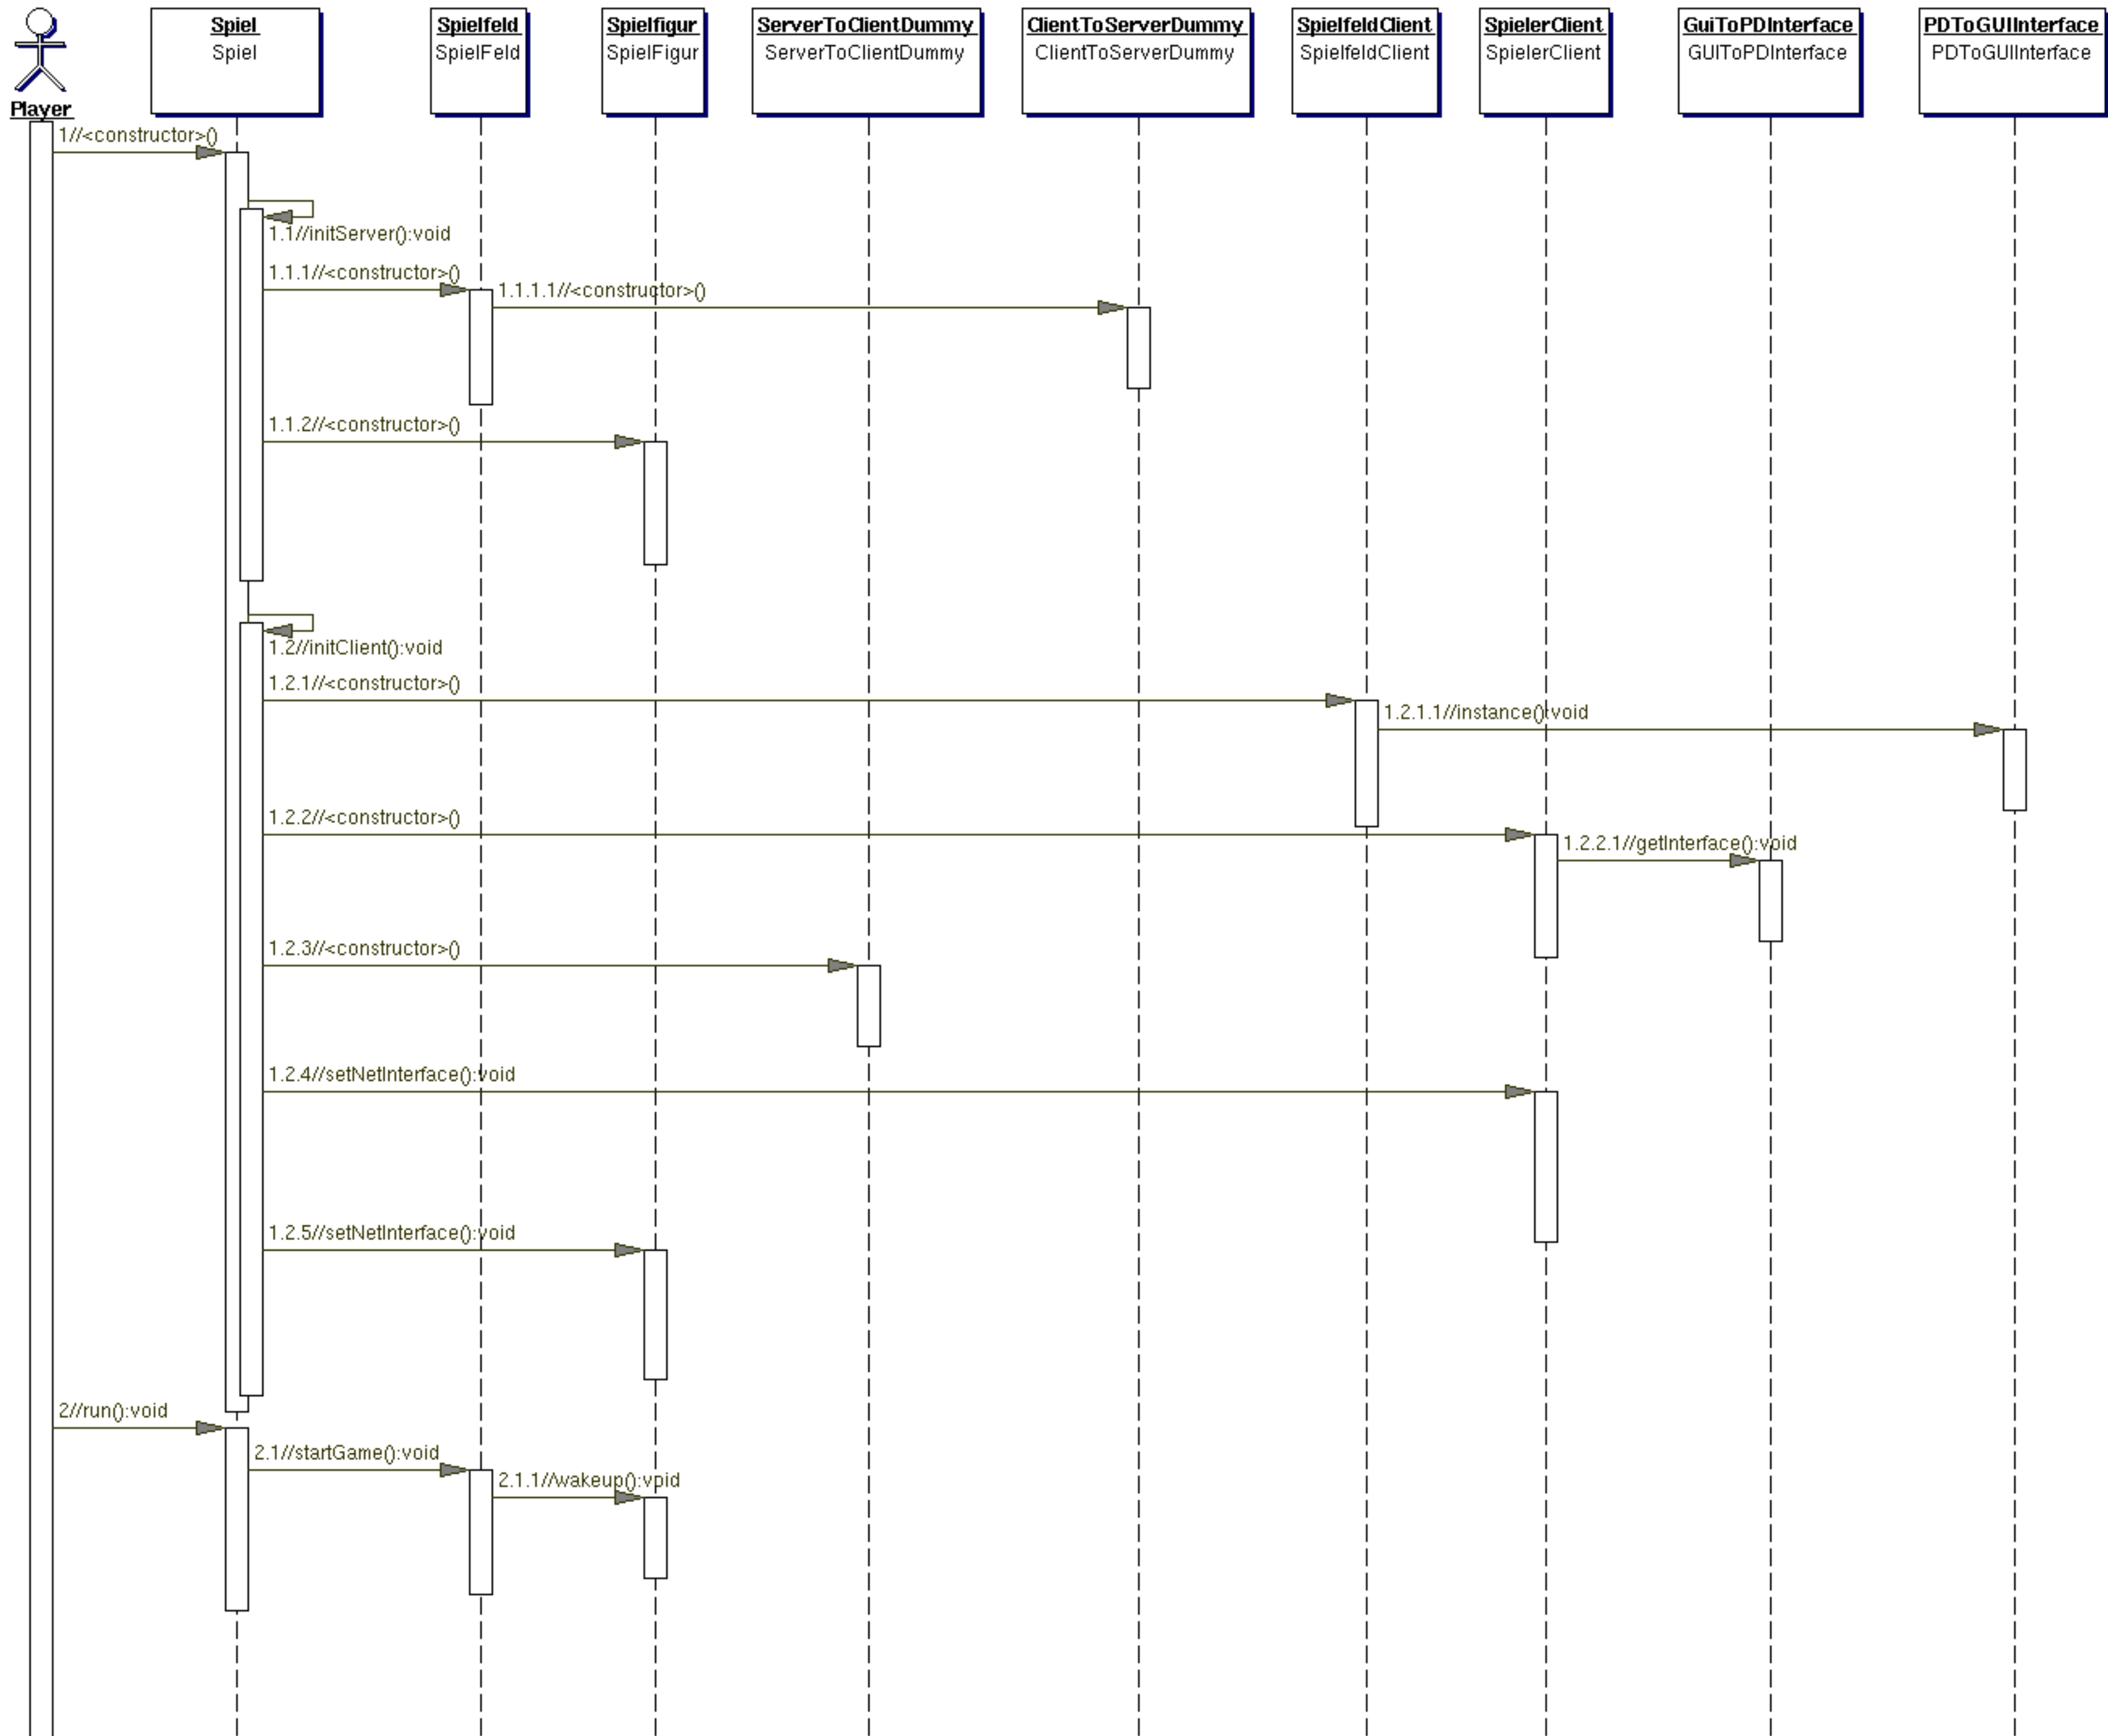 Player
Spiel
Spiel
Spielfeld
SpielFeld
Spielfigur
SpielFigur
ServerToClientDummy
ServerToClientDummy
ClientToServerDummy
ClientToServerDummy
SpielfeldClient
SpielfeldClient
SpielerClient
SpielerClient
GuiToPDInterface
GUIToPDInterface
PDToGUIInterface
PDToGUIInterface
1//<constructor>()
1.1//initServer():void
1.1.1//<constructor>()
1.1.1.1//<constructor>()
1.1.2//<constructor>()
1.2//initClient():void
1.2.1//<constructor>()
1.2.1.1//instance():void
1.2.2//<constructor>()
1.2.2.1//getInterface():void
1.2.3//<constructor>()
1.2.4//setNetInterface():void
1.2.5//setNetInterface():void
2//run():void
2.1//startGame():void
2.1.1//wakeup():void